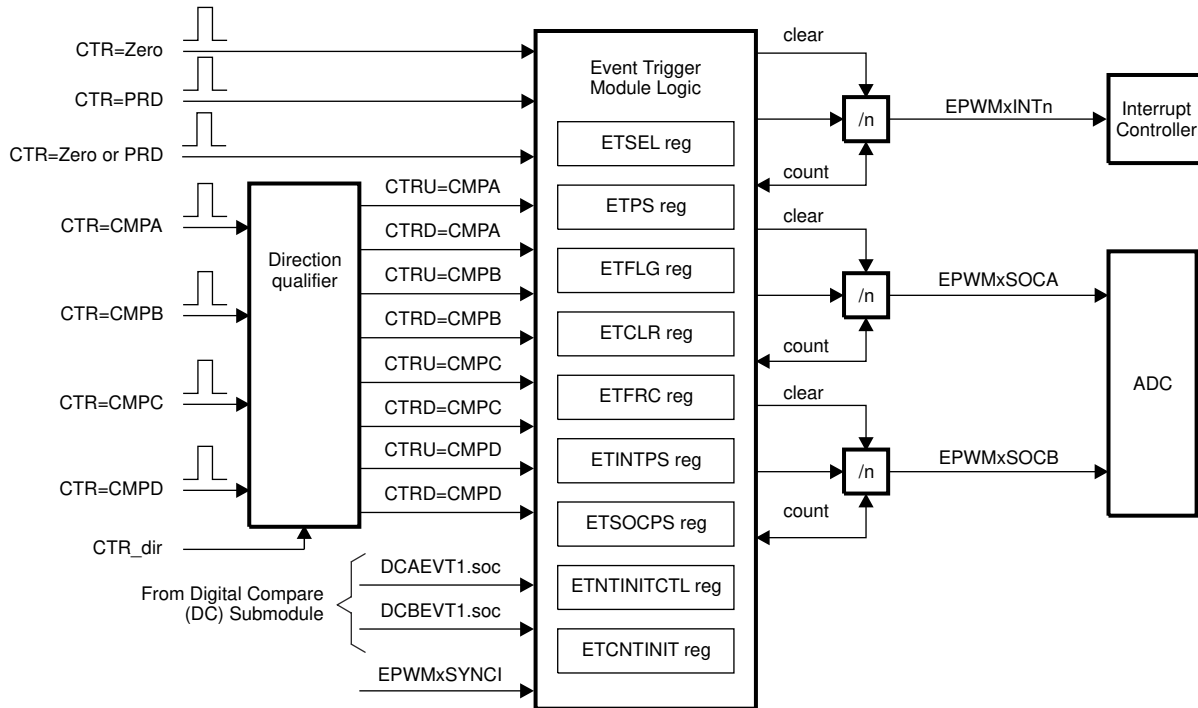 CTR=Zero
CTR=PRD
CTR=Zero or PRD
CTR=CMPA
CTR=CMPB
CTR=CMPC
CTR=CMPD
CTR_dir
Direction
qualifier
CTRU=CMPA
CTRD=CMPA
CTRU=CMPB
CTRD=CMPB
CTRU=CMPC
CTRD=CMPC
CTRU=CMPD
CTRD=CMPD
From Digital Compare
(DC) Submodule
DCAEVT1.soc
DCBEVT1.soc
EPWMxSYNCI
Event Trigger
Module Logic
ETSEL reg
ETPS reg
ETFLG reg
ETCLR reg
ETFRC reg
ETINTPS reg
ETSOCPS reg
ETNTINITCTL reg
ETCNTINIT reg
clear
/n
count
EPWMxINTn
Interrupt
Controller
clear
/n
count
EPWMxSOCA
clear
/n
count
EPWMxSOCB
ADC